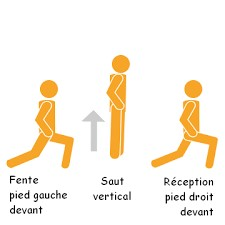 Fente
pied gauche
devant
Saut
vertical
Réception
pied droit
devant